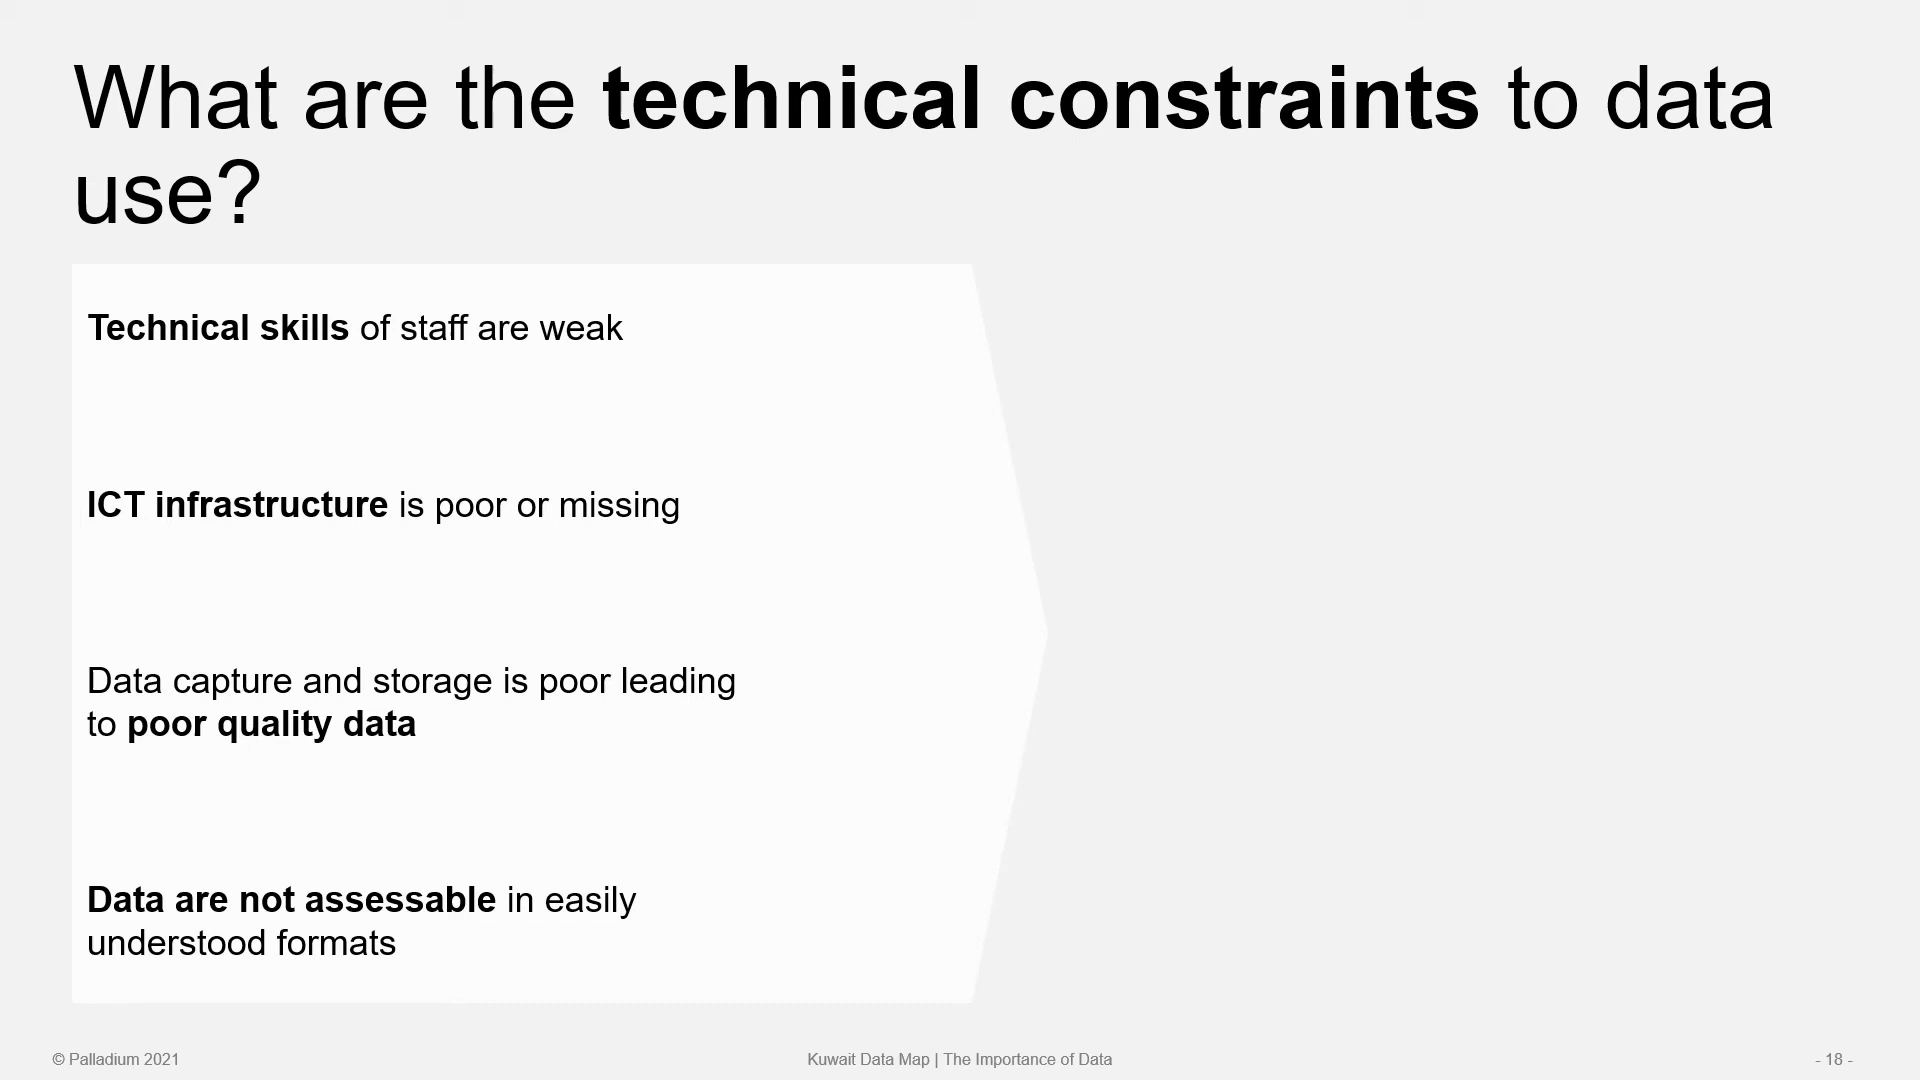 What are the technical constraints to data
use?
Technical skills of staff are weak
ICT infrastructure is poor or missing
Data capture and storage is poor leading
to poor quality data
Data are not assessable in easily
understood formats
© Palladium 2021
Kuwait Data Map | The Importance of Data
- 18 -